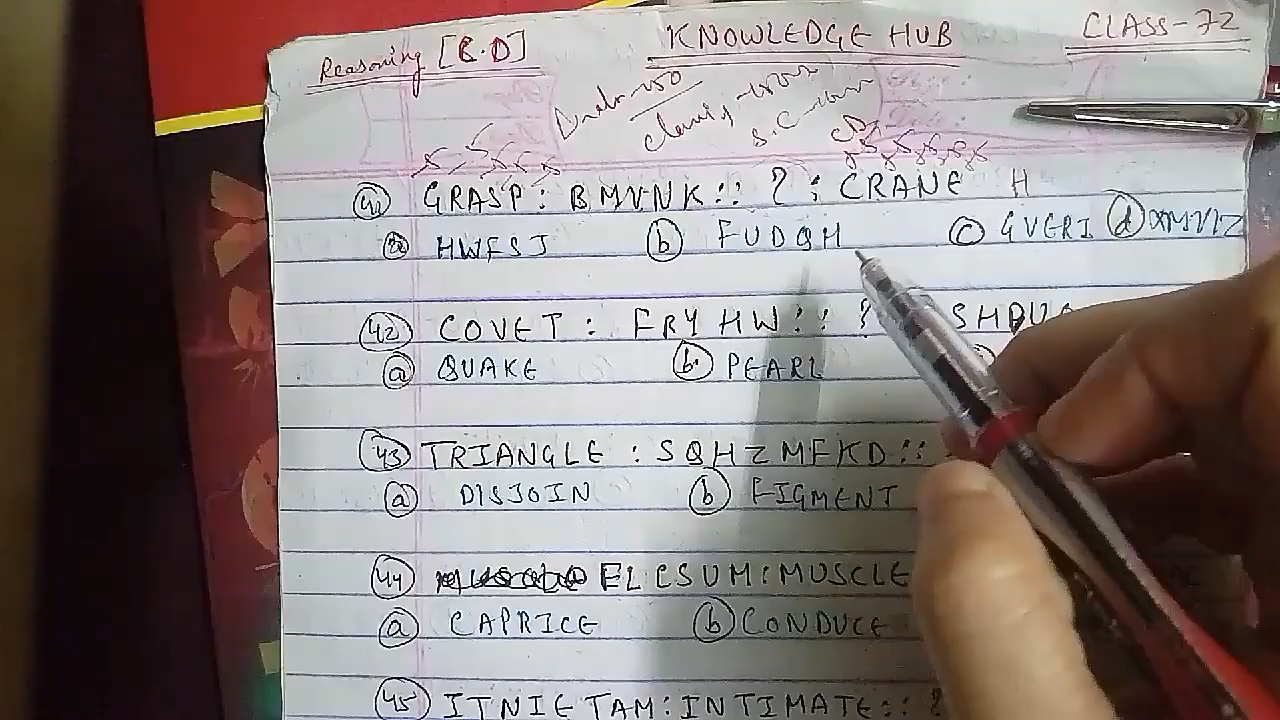 Reasoning [B.D] KNOWLEDGE HUB CLASS-72
41 GRASP : BMVNK :: ? : CRANE H
a HWFSJ b FUDQH c GVERI d
42 COVET : FRYHW :: ? SHDUO
a QUAKE b. PEARL
43 TRIANGLE : SQHZMFKD ::
a DISJOIN b FIGMENT
44 ELCSUM : MUSCLE
a CAPRICE b CONDUCE
45 ITNIETAM : INTIMATE :: ?